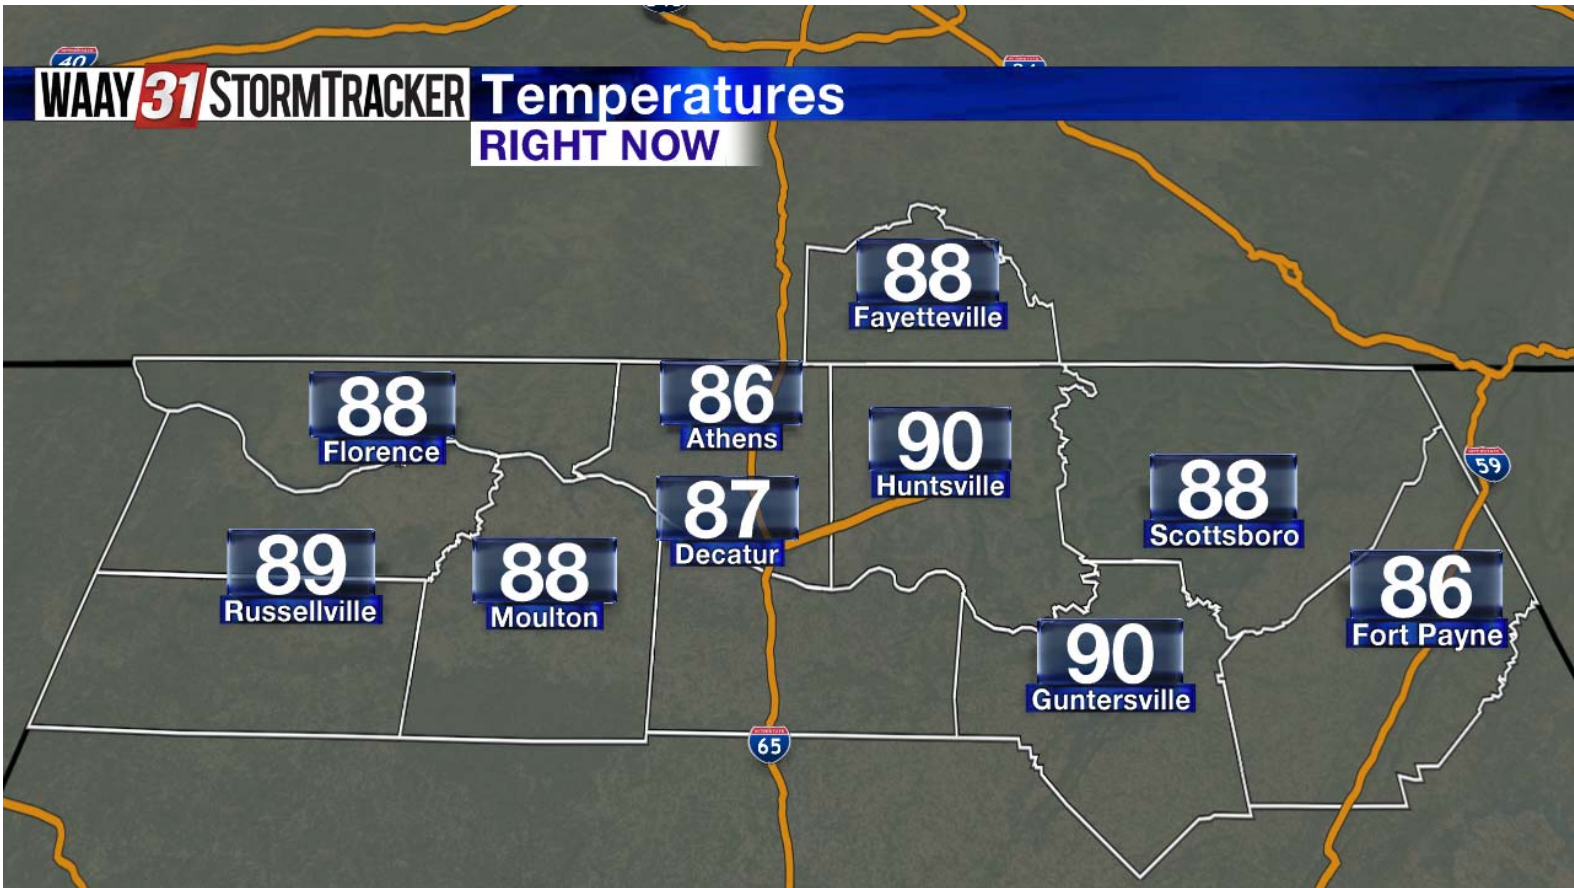 40
WAAY 31 STORMTRACKER
Temperatures
RIGHT NOW
88
Fayetteville
88
Florence
86
Athens
90
Huntsville
59
88
Scottsboro
87
Decatur
89
Russellville
88
Moulton
86
Fort Payne
90
Guntersville
65